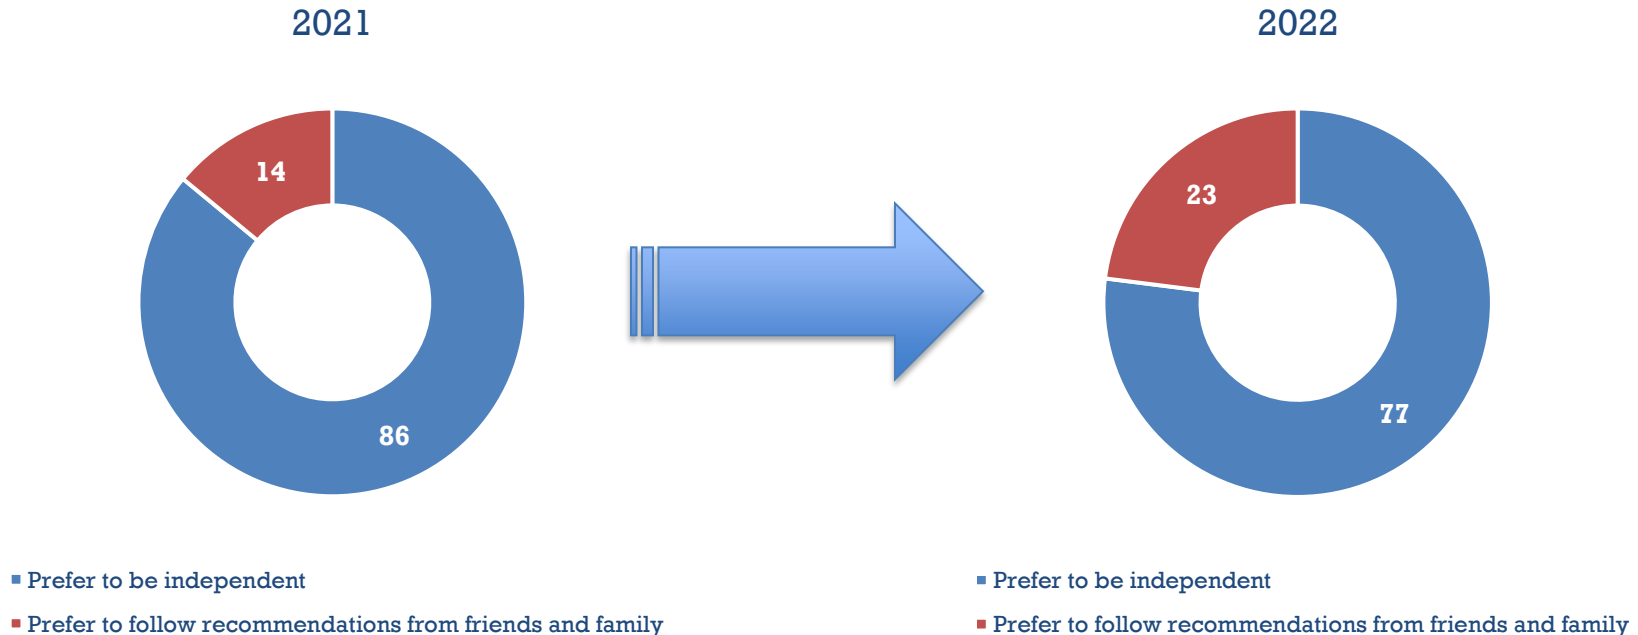 2021
14
86
Prefer to be independent
Prefer to follow recommendations from friends and family
2022
23
77
Prefer to be independent
Prefer to follow recommendations from friends and family